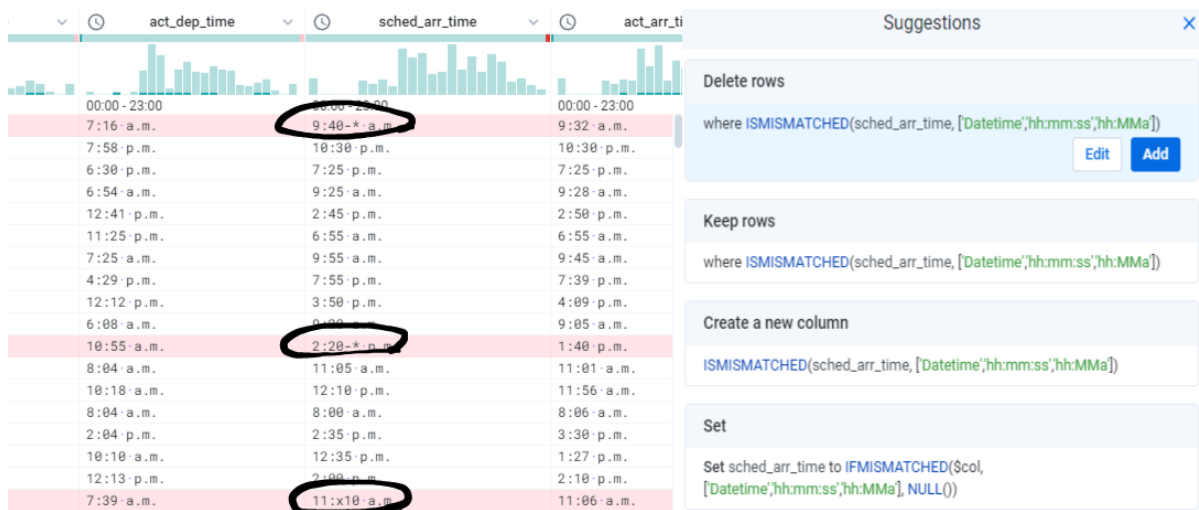 act_dep_time sched_arr_time act_arr_ti
00:00 - 23:00 00:00 - 23:00 00:00 - 23:00
7:16 a.m. 9:40-* a.m. 9:32 a.m.
7:58 p.m. 10:30 p.m. 10:30 p.m.
6:30 p.m. 7:25 p.m. 7:25 p.m.
6:54 a.m. 9:25 a.m. 9:28 a.m.
12:41 p.m. 2:45 p.m. 2:50 p.m.
11:25 p.m. 6:55 a.m. 6:55 a.m.
7:25 a.m. 9:55 a.m. 9:45 a.m.
4:29 p.m. 7:55 p.m. 7:39 p.m.
12:12 p.m. 3:50 p.m. 4:09 p.m.
6:08 a.m. 9:05 a.m.
10:55 a.m. 2:20-* p.m. 1:40 p.m.
8:04 a.m. 11:05 a.m. 11:01 a.m.
10:18 a.m. 12:10 p.m. 11:56 a.m.
8:04 a.m. 8:00 a.m. 8:06 a.m.
2:04 p.m. 2:35 p.m. 3:30 p.m.
10:10 a.m. 12:35 p.m. 1:27 p.m.
12:13 p.m. 2:00 p.m. 2:10 p.m.
7:39 a.m. 11:x10 a.m. 11:06 a.m.
Suggestions
Delete rows
where ISMISMATCHED(sched_arr_time, ['Datetime','hh:mm:ss','hh:MMa'])
Edit Add
Keep rows
where ISMISMATCHED(sched_arr_time, ['Datetime','hh:mm:ss','hh:MMa'])
Create a new column
ISMISMATCHED(sched_arr_time, ['Datetime','hh:mm:ss','hh:MMa'])
Set
Set sched_arr_time to IFMISMATCHED($col,
['Datetime','hh:mm:ss','hh:MMa'], NULL())